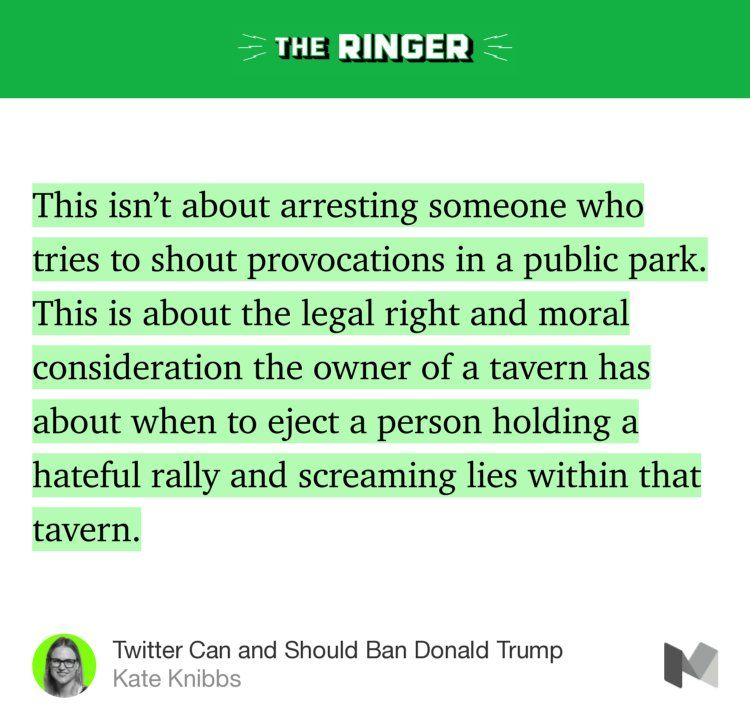 THE RINGER
This isn’t about arresting someone who
tries to shout provocations in a public park.
This is about the legal right and moral
consideration the owner of a tavern has
about when to eject a person holding a
hateful rally and screaming lies within that
tavern.
Twitter Can and Should Ban Donald Trump
Kate Knibbs